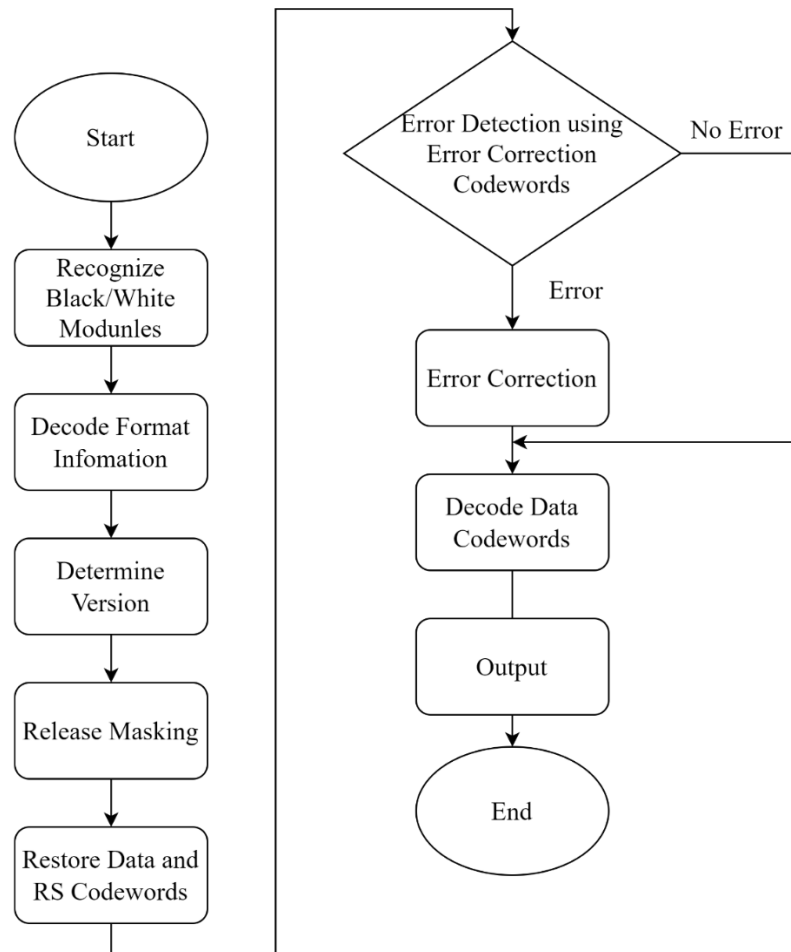 Start
Recognize
Black/White
Modunles
Decode Format
Infomation
Determine
Version
Release Masking
Restore Data and
RS Codewords
Error Detection using
Error Correction
Codewords
No Error
Error
Error Correction
Decode Data
Codewords
Output
End